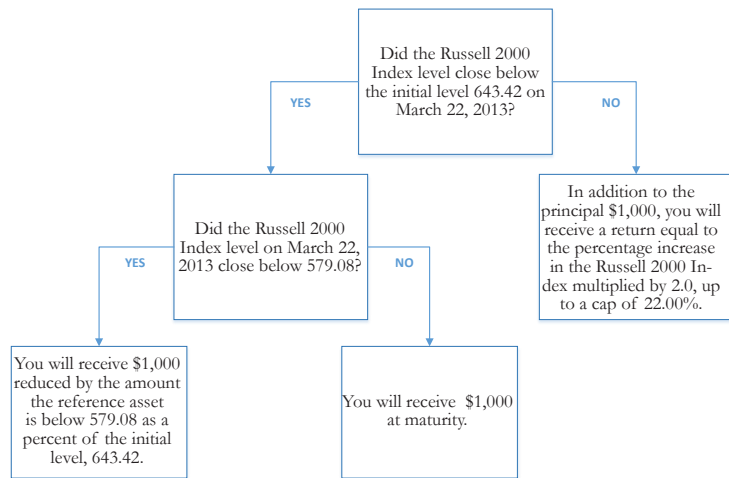 Did the Russell 2000
Index level close below
the initial level 643.42 on
March 22, 2013?
YES
NO
Did the Russell 2000
Index level on March 22,
2013 close below 579.08?
In addition to the
principal $1,000, you will
receive a return equal to
the percentage increase
in the Russell 2000 In-
dex multiplied by 2.0, up
to a cap of 22.00%.
YES
NO
You will receive $1,000
reduced by the amount
the reference asset
is below 579.08 as a
percent of the initial
level, 643.42.
You will receive $1,000
at maturity.